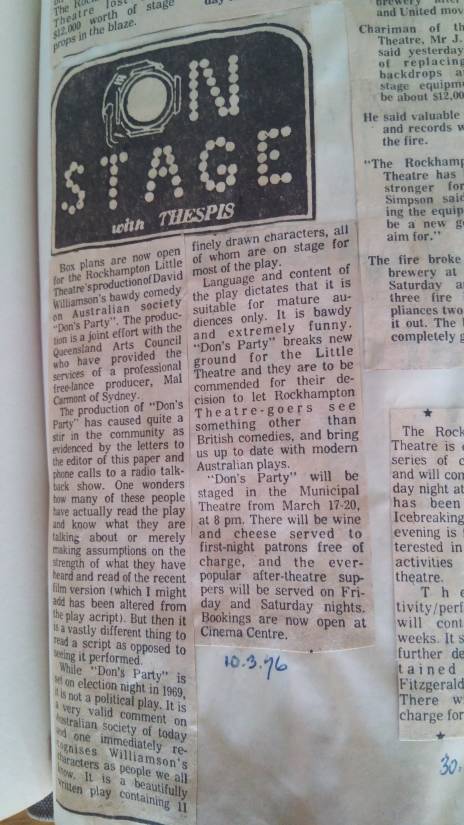 Theatre lost
$12,000 worth of stage
props in the blaze.
ON
STAGE
with THESPIS
Box plans are now open
for the Rockhampton Little
Theatre's production of David
Williamson's bawdy comedy
on Australian society
"Don's Party". The produc-
tion is a joint effort with the
Queensland Arts Council
who have provided the
services of a professional
free-lance producer, Mal
Carmont of Sydney.
The production of "Don's
Party" has caused quite a
stir in the community as
evidenced by the letters to
the editor of this paper and
phone calls to a radio talk-
back show. One wonders
how many of these people
have actually read the play
and know what they are
talking about or merely
making assumptions on the
strength of what they have
heard and read of the recent
film version (which I might
add has been altered from
the play acript). But then it
is a vastly different thing to
read a script as opposed to
seeing it performed.
While "Don's Party" is
set on election night in 1969,
it is not a political play. It is
a very valid comment on
Australian society of today
and one immediately re-
cognises Williamson's
characters as people we all
know. It is a beautifully
written play containing 11
finely drawn characters, all
of whom are on stage for
most of the play.
Language and content of
the play dictates that it is
suitable for mature au-
diences only. It is bawdy
and extremely funny.
"Don's Party" breaks new
ground for the Little
Theatre and they are to be
commended for their de-
cision to let Rockhampton
Theatre-goers see
something other than
British comedies, and bring
us up to date with modern
Australian plays.
"Don's Party" will be
staged in the Municipal
Theatre from March 17-20,
at 8 pm. There will be wine
and cheese served to
first-night patrons free of
charge, and the ever-
popular after-theatre sup-
pers will be served on Fri-
day and Saturday nights.
Bookings are now open at
Cinema Centre.
10.3.76
and United
Chariman of
Theatre, Mr J.
said yesterday
of replacing
backdrops
stage
be about $12,00
He said valuable
and records
the fire.
"The
Theatre has
stronger for
Simpson
ing the
be a new
aim for."
The fire broke
brewery at
Saturday
three fire
pliances two
it out. The
completely
The
Theatre is
series of
and will
day night at
has been
Icebreaking
evening is
terested in
activities
theatre.
The
will
weeks. It
further
tained
Fitzgerald
There
charge for
30.